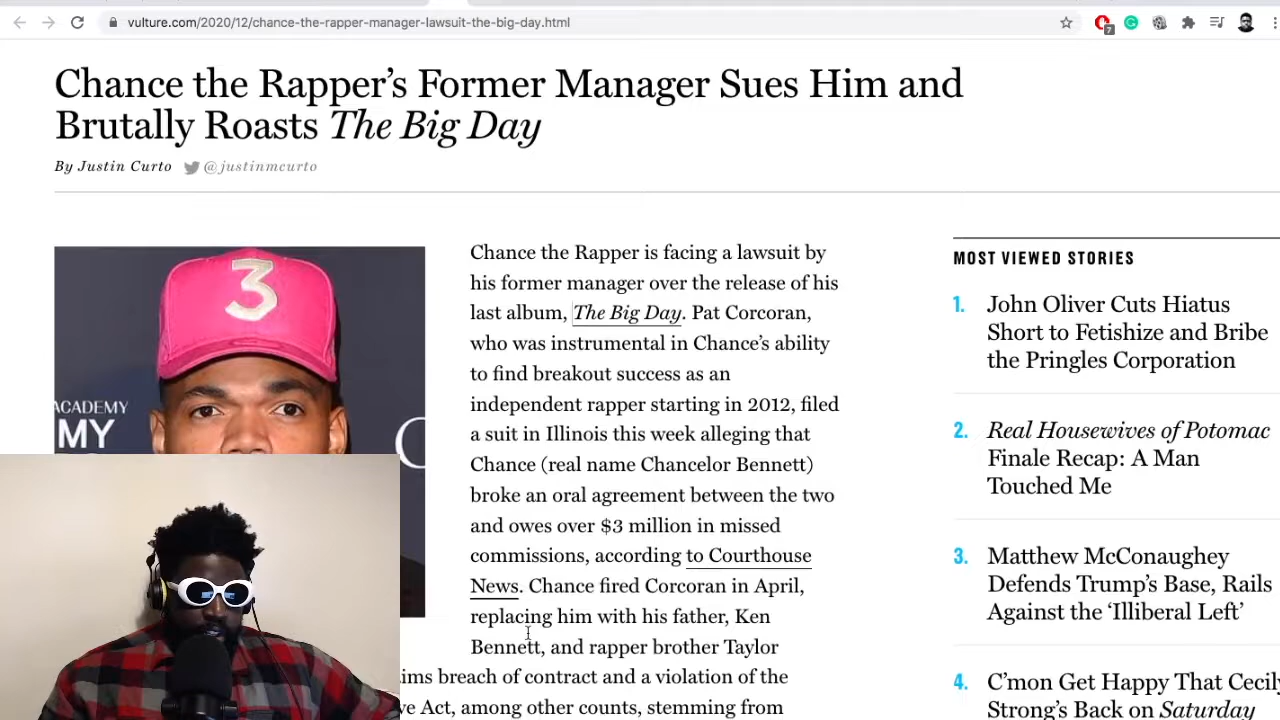 vulture.com/2020/12/chance-the-rapper-manager-lawsuit-the-big-day.html
7
Chance the Rapper's Former Manager Sues Him and
Brutally Roasts The Big Day
By Justin Curto @justinmcurto
3
ACADEMY
MY
Chance the Rapper is facing a lawsuit by
his former manager over the release of his
last album, The Big Day. Pat Corcoran,
who was instrumental in Chance's ability
to find breakout success as an
independent rapper starting in 2012, filed
a suit in Illinois this week alleging that
Chance (real name Chancelor Bennett)
broke an oral agreement between the two
and owes over $3 million in missed
commissions, according to Courthouse
News. Chance fired Corcoran in April,
replacing him with his father, Ken
Bennett, and rapper brother Taylor
ims breach of contract and a violation of the
ve Act, among other counts, stemming from
MOST VIEWED STORIES
1. John Oliver Cuts Hiatus
Short to Fetishize and Bribe
the Pringles Corporation
2. Real Housewives of Potomac
Finale Recap: A Man
Touched Me
3. Matthew McConaughey
Defends Trump's Base, Rails
Against the ‘Illiberal Left’
4. C'mon Get Happy That Cecily
Strong's Back on Saturday